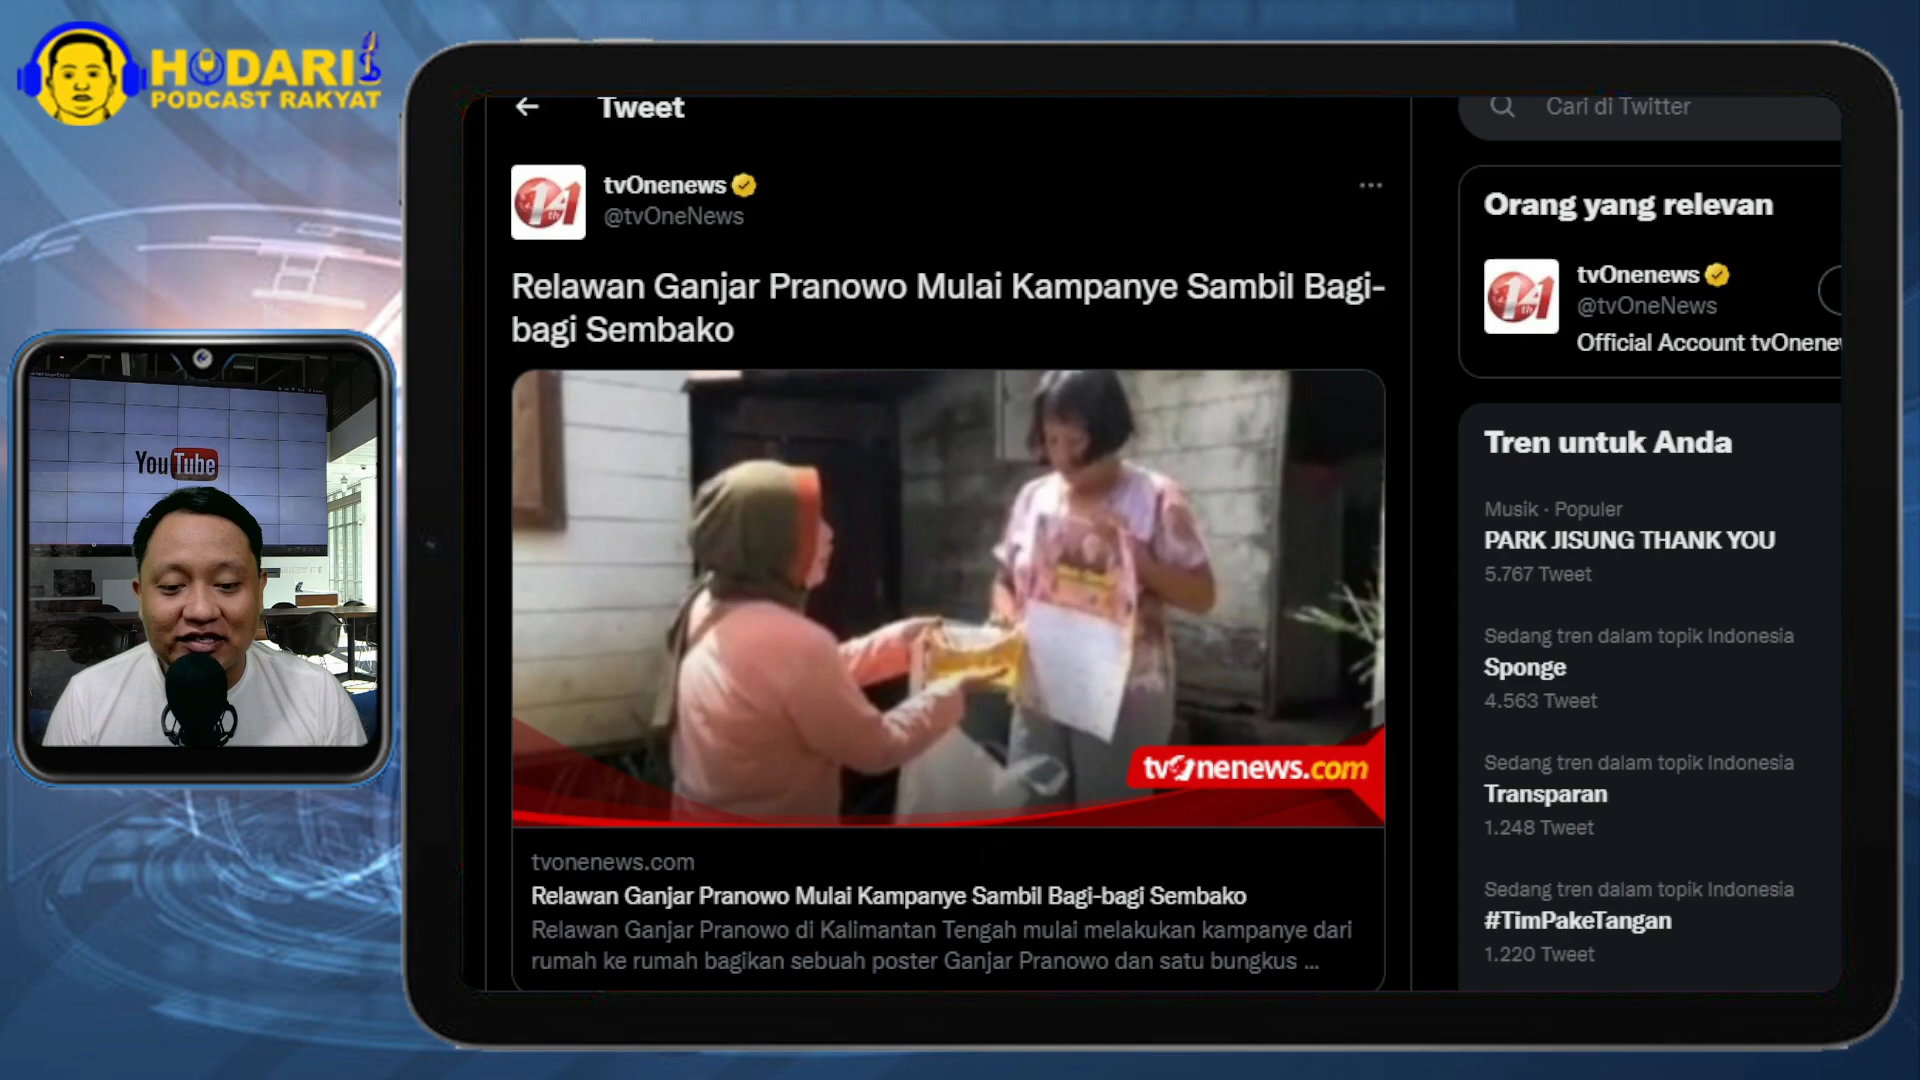 HODARI
PODCAST RAKYAT
YouTube
Tweet
tvOnenews
@tvOneNews
Relawan Ganjar Pranowo Mulai Kampanye Sambil Bagi-
bagi Sembako
tvOnenews.com
tvonenews.com
Relawan Ganjar Pranowo Mulai Kampanye Sambil Bagi-bagi Sembako
Relawan Ganjar Pranowo di Kalimantan Tengah mulai melakukan kampanye dari
rumah ke rumah bagikan sebuah poster Ganjar Pranowo dan satu bungkus ...
Cari di Twitter
Orang yang relevan
tvOnenews
@tvOneNews
Official Account tvOnenew
Tren untuk Anda
Musik · Populer
PARK JISUNG THANK YOU
5.767 Tweet
Sedang tren dalam topik Indonesia
Sponge
4.563 Tweet
Sedang tren dalam topik Indonesia
Transparan
1.248 Tweet
Sedang tren dalam topik Indonesia
#TimPakeTangan
1.220 Tweet